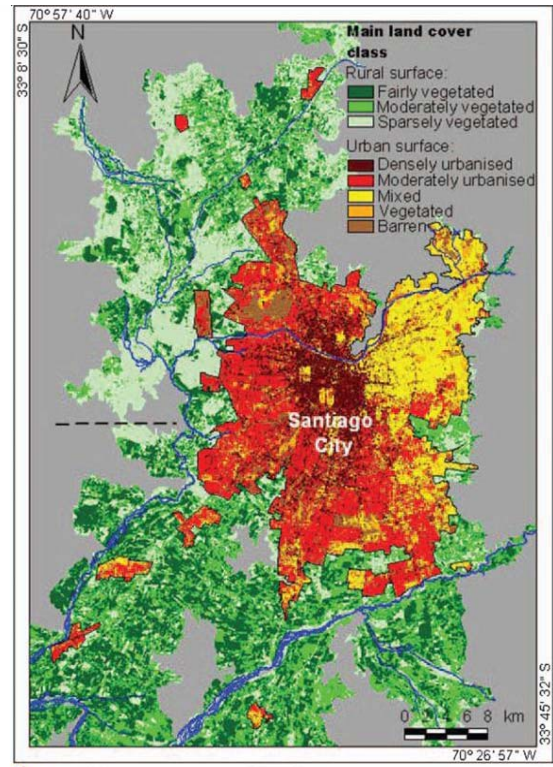 70° 57' 40" W
33° 8' 30" S
N
Main land cover
class
Rural surface:
Fairly vegetated
Moderately vegetated
Sparsely vegetated
Urban surface:
Densely urbanised
Moderately urbanised
Mixed
Vegetated
Barren
Santiago
City
0 2 4 6 8 km
33° 45' 32" S
70° 26' 57" W